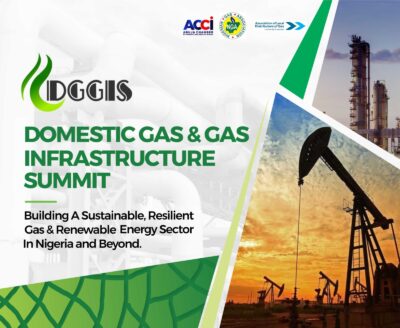 ACCI
ABUJA CHAMBER
DGGIS
DOMESTIC GAS & GAS
INFRASTRUCTURE
SUMMIT
Building A Sustainable, Resilient
Gas & Renewable Energy Sector
In Nigeria and Beyond.